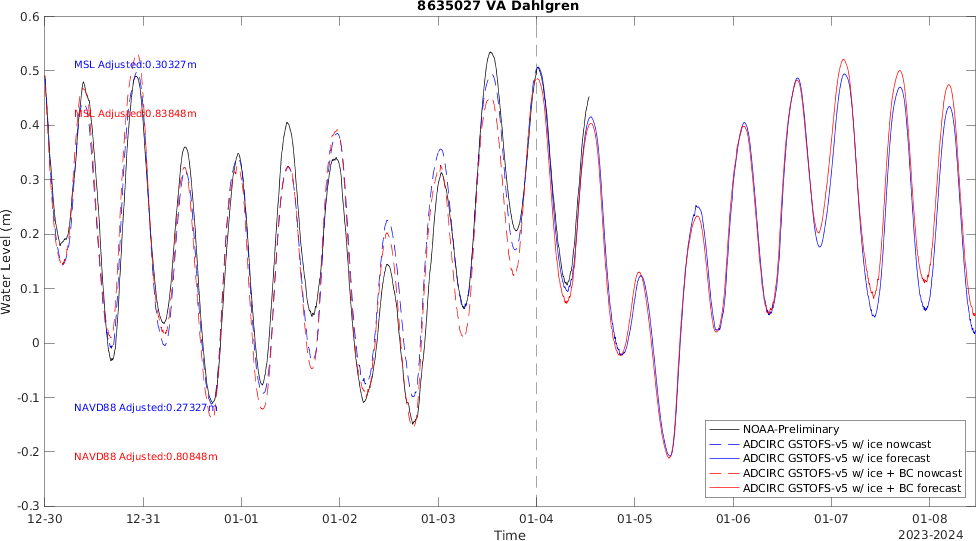 8635027 VA Dahlgren
0.6
0.5
0.4
0.3
0.2
0.1
0
-0.1
-0.2
-0.3
Water Level (m)
MSL Adjusted:0.30327m
MSL Adjusted:0.83848m
NAVD88 Adjusted:0.27327m
NAVD88 Adjusted:0.80848m
NOAA-Preliminary
ADCIRC GSTOFS-v5 w/ ice nowcast
ADCIRC GSTOFS-v5 w/ ice forecast
ADCIRC GSTOFS-v5 w/ ice + BC nowcast
ADCIRC GSTOFS-v5 w/ ice + BC forecast
12-30 12-31 01-01 01-02 01-03 01-04 01-05 01-06 01-07 01-08
Time
2023-2024